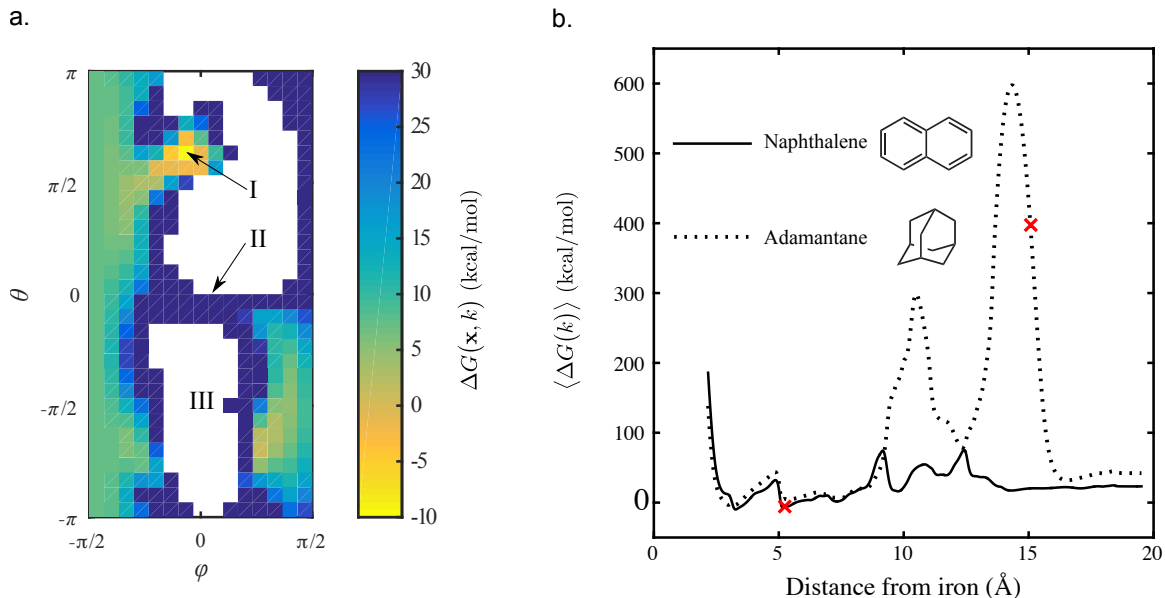 a.
π
π/2
0
-π/2
-π
θ
-π/2
0
π/2
φ
I
II
III
30
25
20
15
10
5
0
-5
-10
ΔG(x, k) (kcal/mol)
b.
600
500
400
300
200
100
0
⟨ΔG(k)⟩ (kcal/mol)
Naphthalene
Adamantane
0
5
10
15
20
Distance from iron (Å)